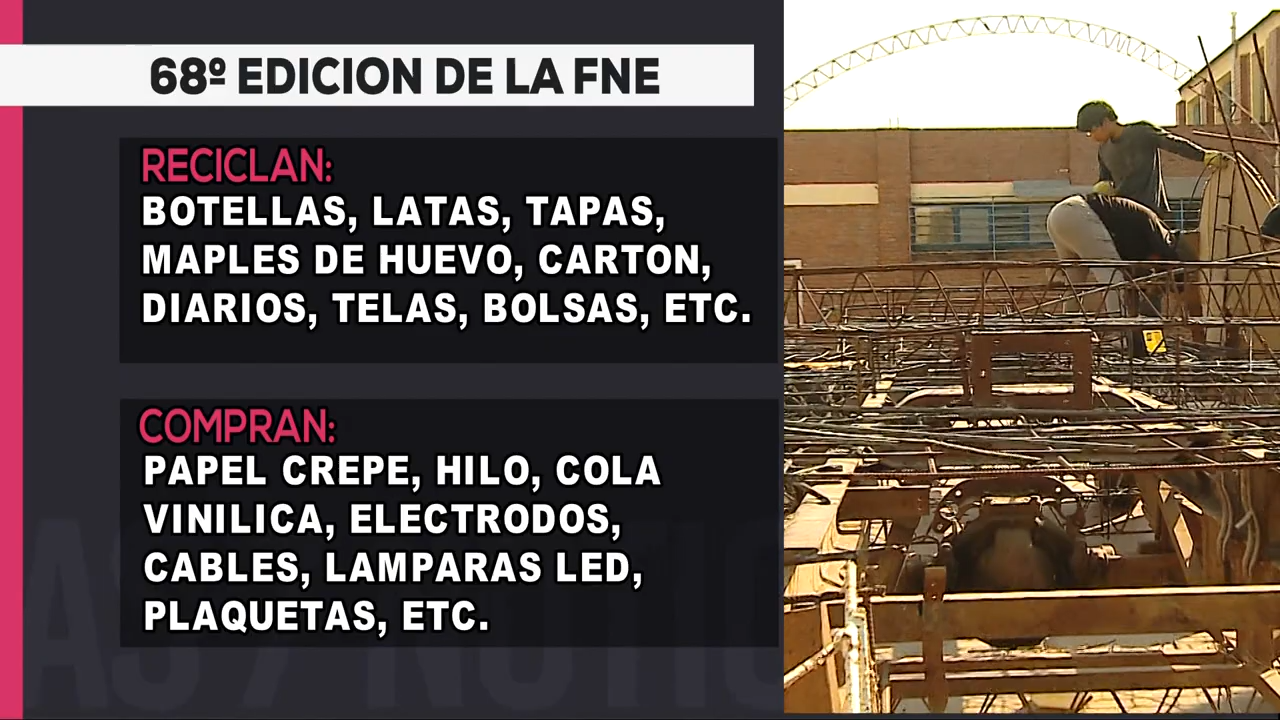 68º EDICION DE LA FNE
RECICLAN:
BOTELLAS, LATAS, TAPAS,
MAPLES DE HUEVO, CARTON,
DIARIOS, TELAS, BOLSAS, ETC.
COMPRAN:
PAPEL CREPE, HILO, COLA
VINILICA, ELECTRODOS,
CABLES, LAMPARAS LED,
PLAQUETAS, ETC.